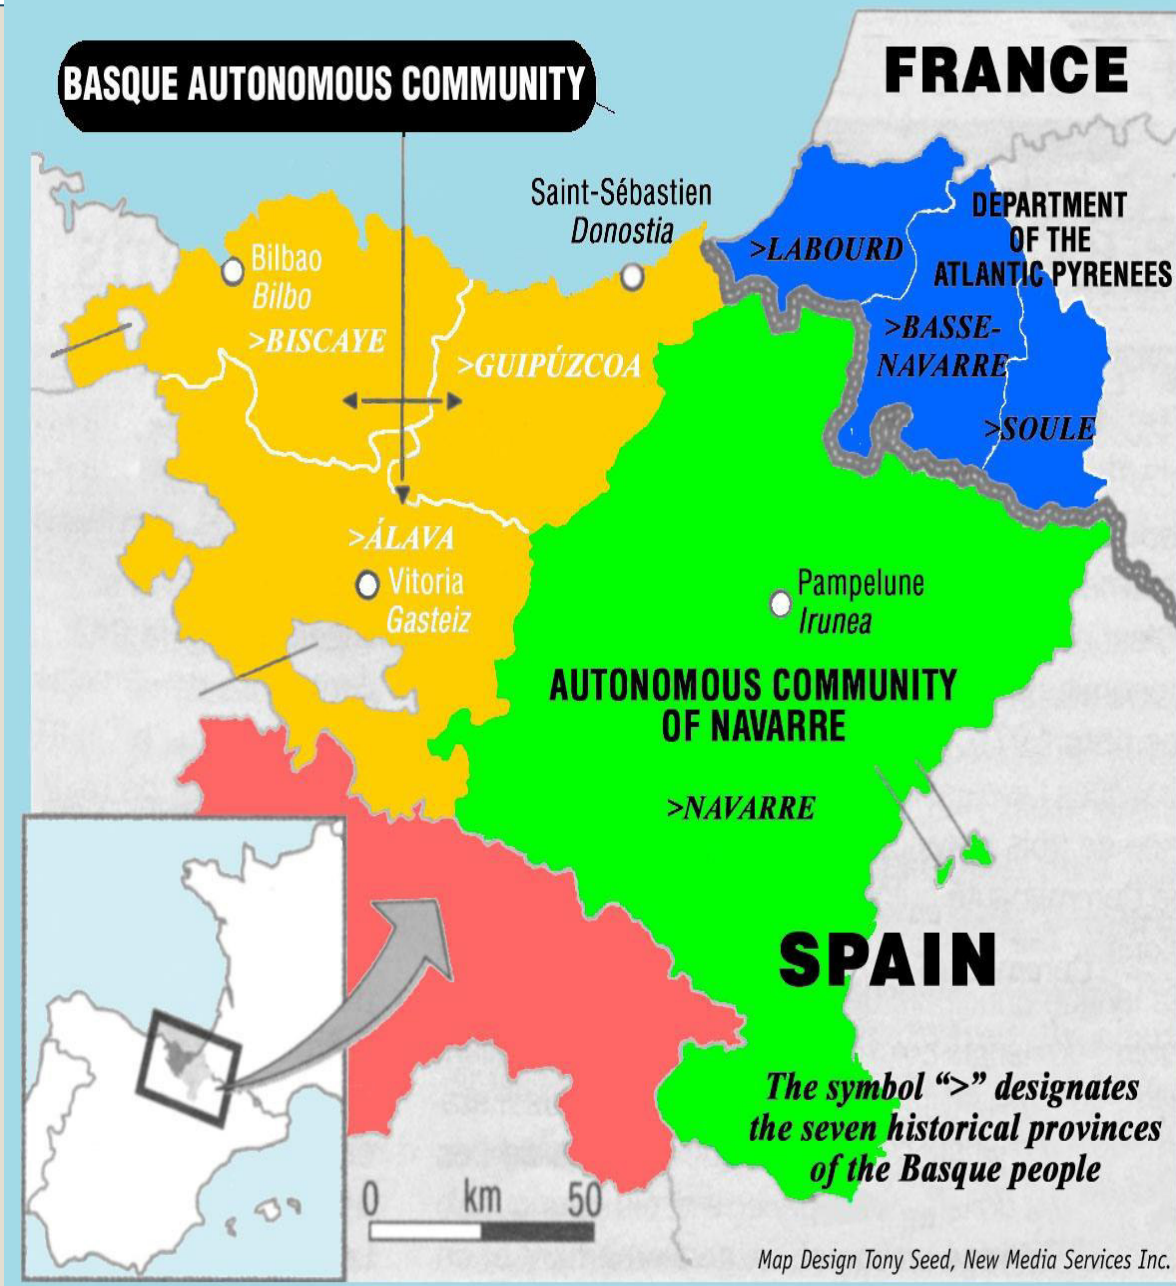 BASQUE AUTONOMOUS COMMUNITY
FRANCE
Saint-Sébastien
Donostia
DEPARTMENT
OF THE
ATLANTIC PYRENEES
>LABOURD
Bilbao
Bilbo
>BISCAYE
>GUIPÚZCOA
>BASSE-
NAVARRE
>SOULE
>ÁLAVA
Vitoria
Gasteiz
Pampelune
Irunea
AUTONOMOUS COMMUNITY
OF NAVARRE
>NAVARRE
SPAIN
The symbol “>” designates
the seven historical provinces
of the Basque people
0 km 50
Map Design Tony Seed, New Media Services Inc.